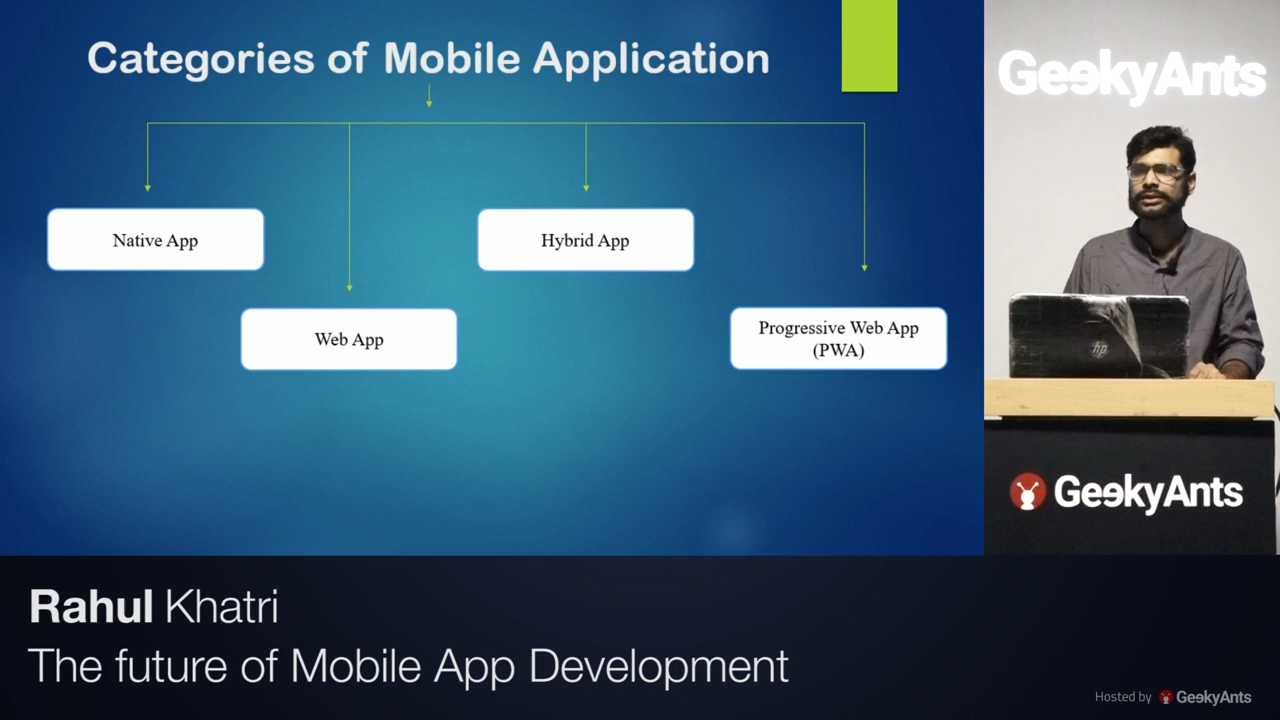 Categories of Mobile Application
Native App
Hybrid App
Web App
Progressive Web App
(PWA)
GeekyAnts
hp
GeekyAnts
Rahul Khatri
The future of Mobile App Development
Hosted by GeekyAnts